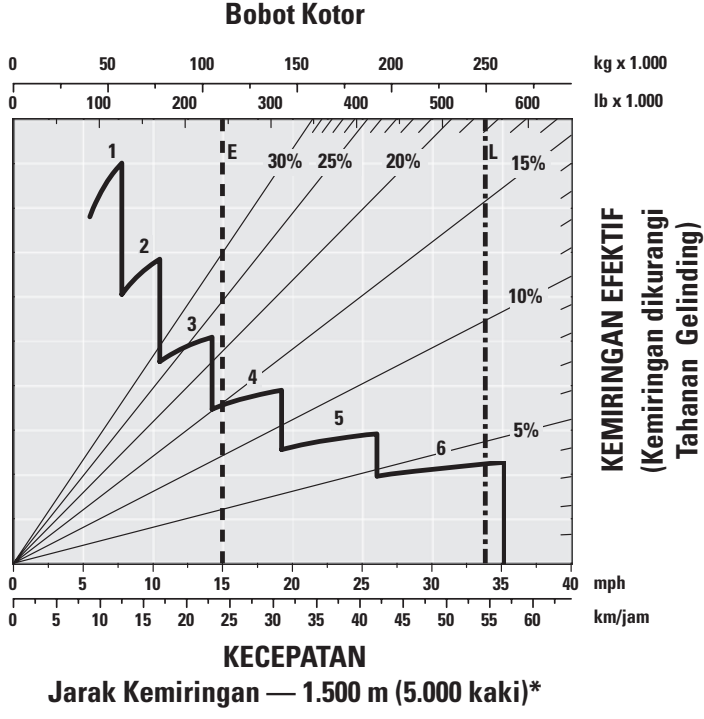 Bobot Kotor
0 50 100 150 200 250 kg x 1.000
0 100 200 300 400 500 600 lb x 1.000
1 E 30% 25% 20% L 15%
2
3
10%
4
5
5%
6
KEMIRINGAN EFEKTIF
(Kemiringan dikurangi
Tahanan Gelinding)
0 5 10 15 20 25 30 35 40 mph
0 5 10 15 20 25 30 35 40 45 50 55 60 km/jam
KECEPATAN
Jarak Kemiringan — 1.500 m (5.000 kaki)*